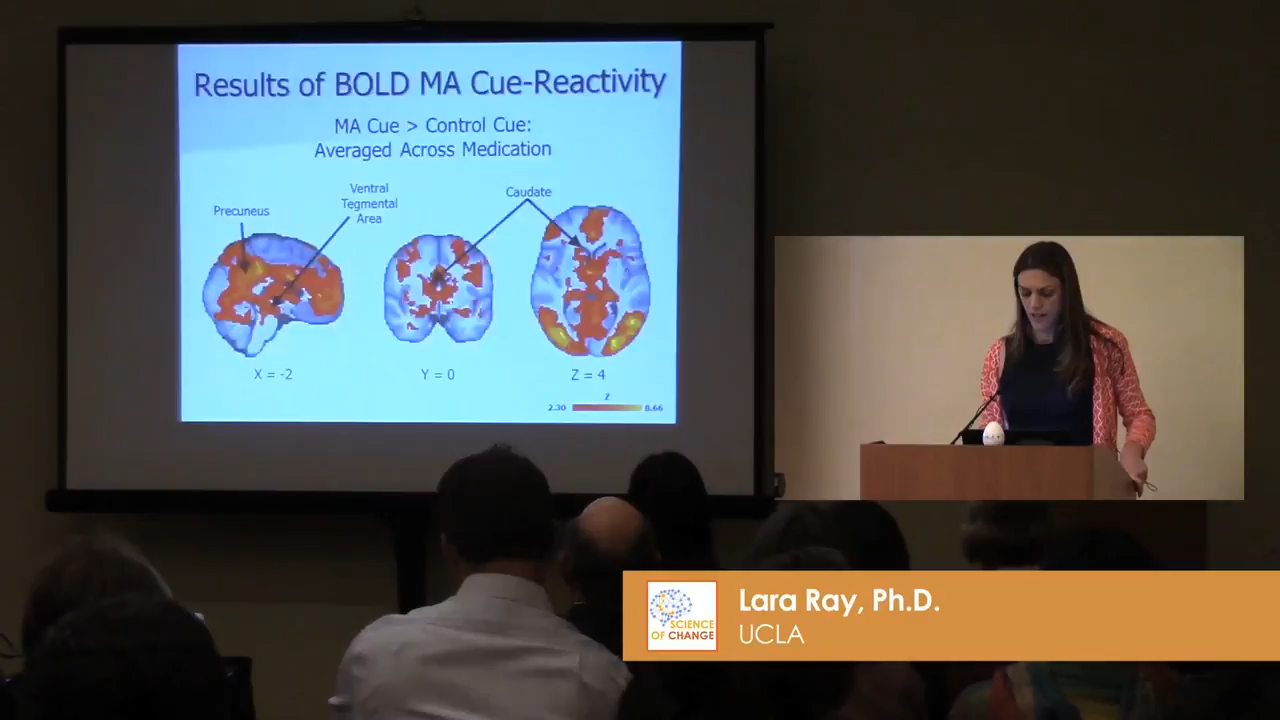 Results of BOLD MA Cue-Reactivity
MA Cue > Control Cue:
Averaged Across Medication
Precuneus
Ventral
Tegmental
Area
Caudate
X = -2
Y = 0
Z = 4
Z
2.30
8.66
Lara Ray, Ph.D.
UCLA
SCIENCE
OF CHANGE